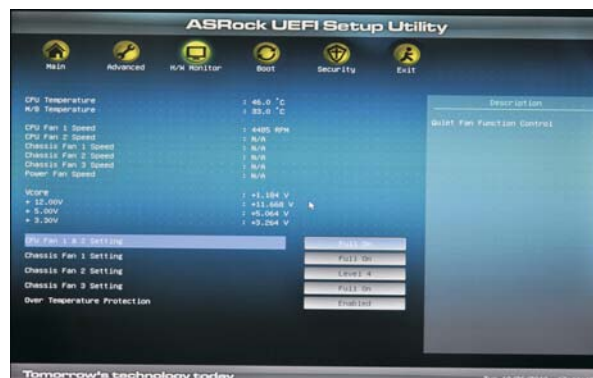 ASRock UEFI Setup Utility
Main Advanced H/W Monitor Boot Security Exit
CPU Temperature : 46.0 °C
M/B Temperature : 33.0 °C
CPU Fan 1 Speed : 4485 RPM
CPU Fan 2 Speed : N/A
Chassis Fan 1 Speed : N/A
Chassis Fan 2 Speed : N/A
Chassis Fan 3 Speed : N/A
Power Fan Speed : N/A
Vcore : +1.184 V
+ 12.00V : +11.668 V
+ 5.00V : +5.064 V
+ 3.30V : +3.264 V
CPU Fan 1 & 2 Setting Full On
Chassis Fan 1 Setting Full On
Chassis Fan 2 Setting Level 4
Chassis Fan 3 Setting Full On
Over Temperature Protection Enabled
Description
Quiet Fan Function Control
Tomorrow's technology today